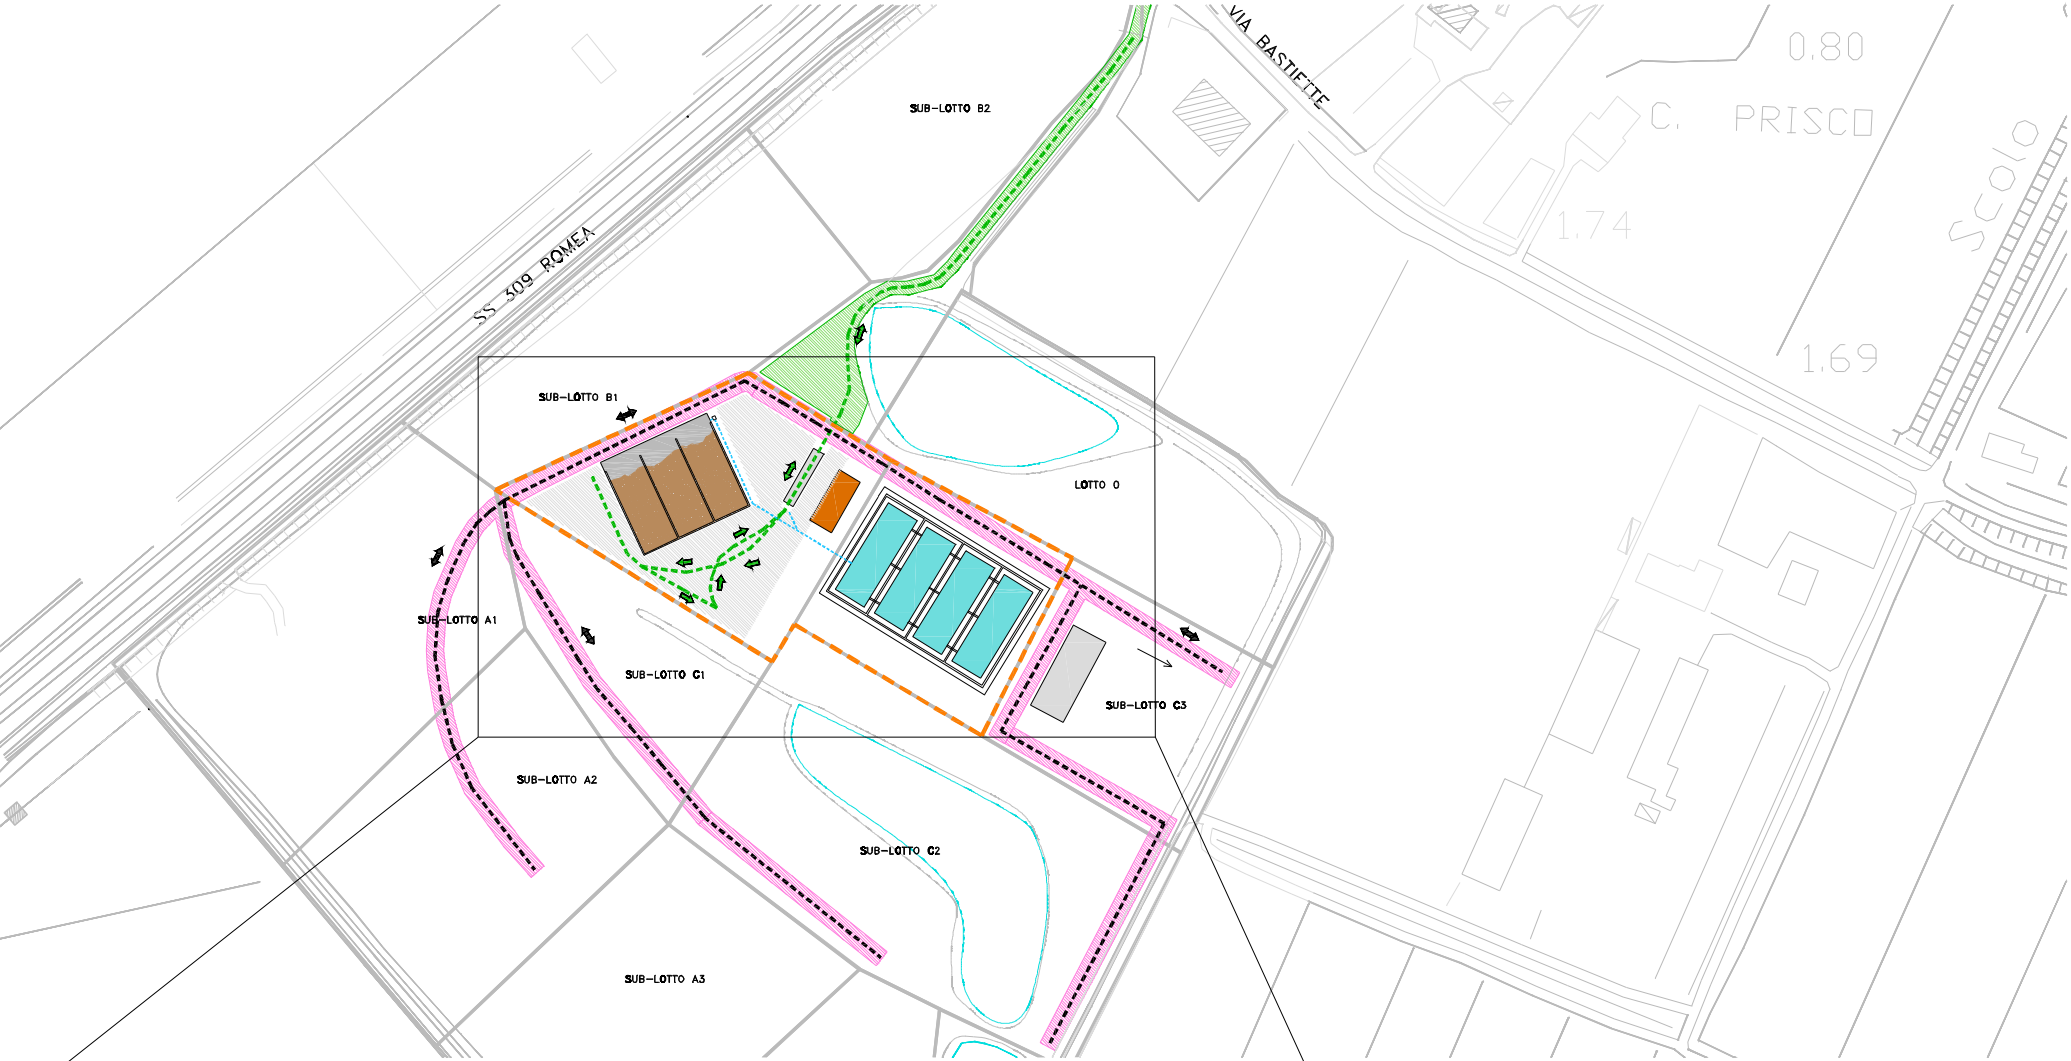 VIA BASTIETTE
0.80
SUB-LOTTO B2
C. PRISCO
Scolo
1.74
SS 309 ROMEA
1.69
SUB-LOTTO B1
LOTTO 0
SUB-LOTTO A1
SUB-LOTTO C1
SUB-LOTTO C3
SUB-LOTTO A2
SUB-LOTTO C2
SUB-LOTTO A3